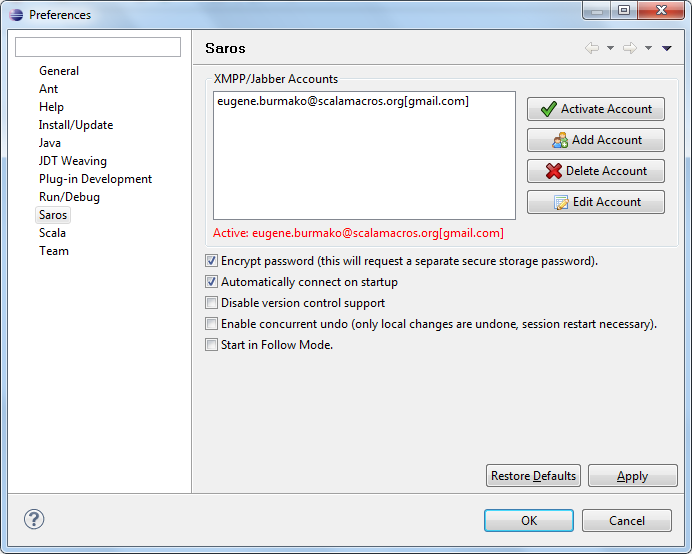 Preferences
General
Ant
Help
Install/Update
Java
JDT Weaving
Plug-in Development
Run/Debug
Saros
Scala
Team
Saros
XMPP/Jabber Accounts
eugene.burmako@scalamacros.org[gmail.com]
Activate Account
Add Account
Delete Account
Edit Account
Active: eugene.burmako@scalamacros.org[gmail.com]
Encrypt password (this will request a separate secure storage password).
Automatically connect on startup
Disable version control support
Enable concurrent undo (only local changes are undone, session restart necessary).
Start in Follow Mode.
Restore Defaults
Apply
?
OK
Cancel